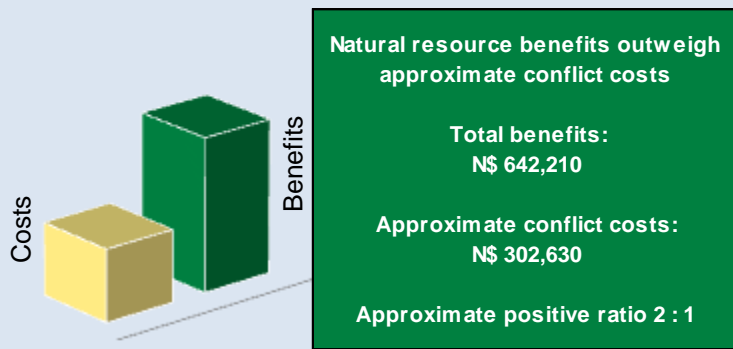 Costs
Benefits
Natural resource benefits outweigh
approximate conflict costs
Total benefits:
N$ 642,210
Approximate conflict costs:
N$ 302,630
Approximate positive ratio 2 : 1